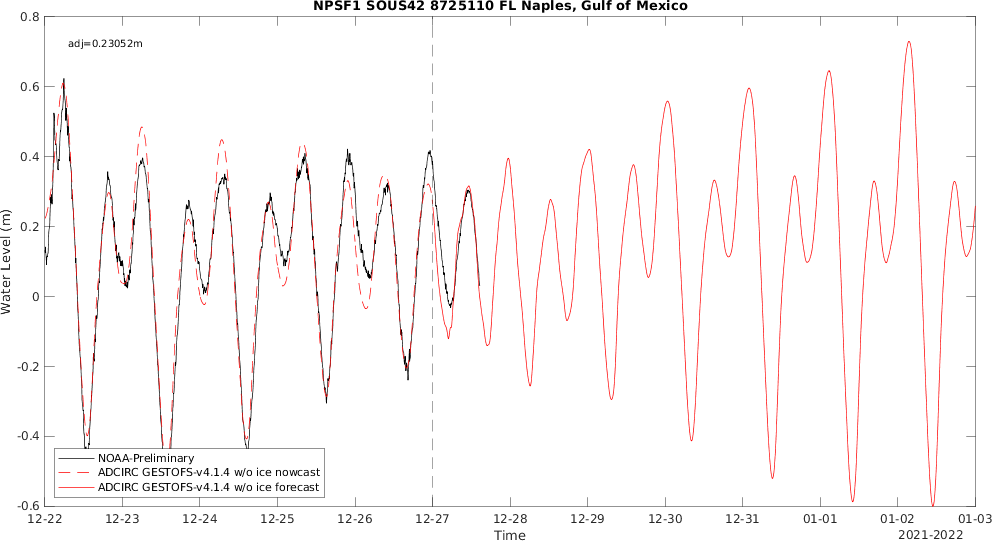 NPSF1 SOUS42 8725110 FL Naples, Gulf of Mexico
adj=0.23052m
0.8
0.6
0.4
0.2
0
-0.2
-0.4
-0.6
Water Level (m)
NOAA-Preliminary
ADCIRC GESTOFS-v4.1.4 w/o ice nowcast
ADCIRC GESTOFS-v4.1.4 w/o ice forecast
12-22 12-23 12-24 12-25 12-26 12-27 12-28 12-29 12-30 12-31 01-01 01-02 01-03
Time
2021-2022